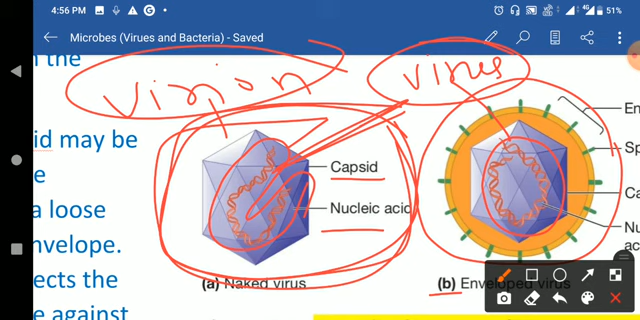 4:56 PM 4G 51%
Microbes (Viruses and Bacteria) - Saved
n the
virion virus
id may be
e
a loose
nvelope.
ects the
e against
Capsid
Nucleic acid
(a) Naked virus
En
Sp
Ca
Nu
ac
(b) Enveloped virus